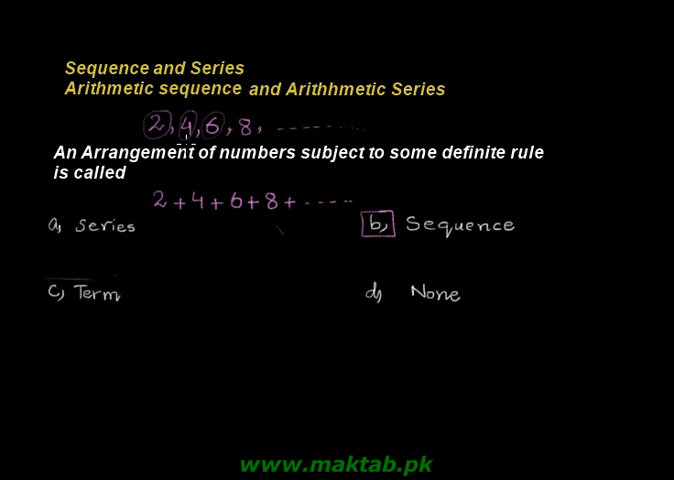 Sequence and Series
Arithmetic sequence and Arithhmetic Series
2, 4, 6, 8, ..........
An Arrangement of numbers subject to some definite rule
is called
2 + 4 + 6 + 8 + .....
a, series b, Sequence
c, Term d, None
www.maktab.pk